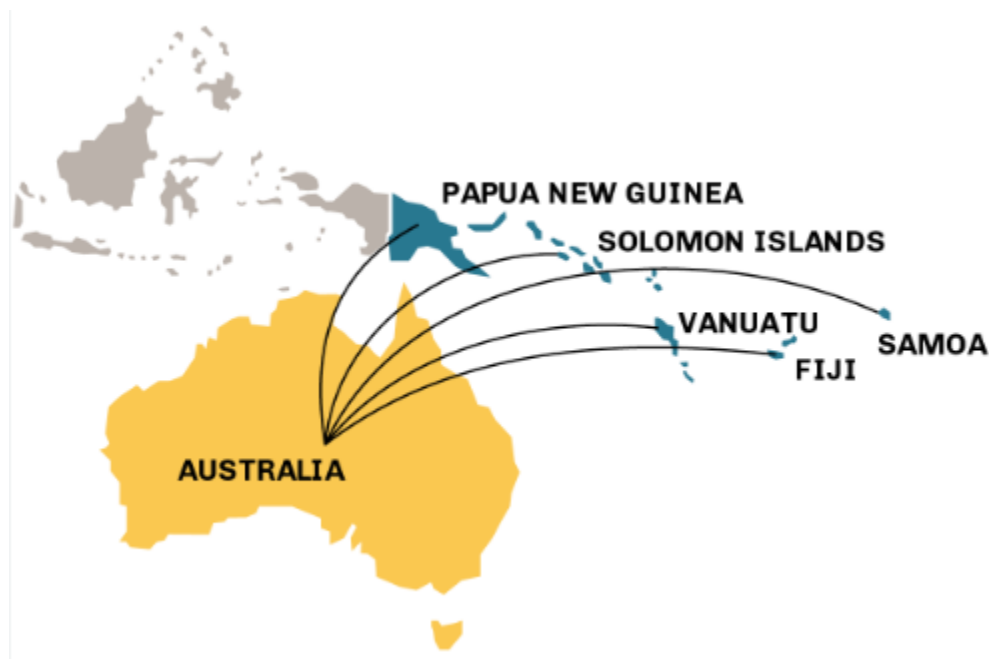 PAPUA NEW GUINEA
SOLOMON ISLANDS
VANUATU
SAMOA
FIJI
AUSTRALIA